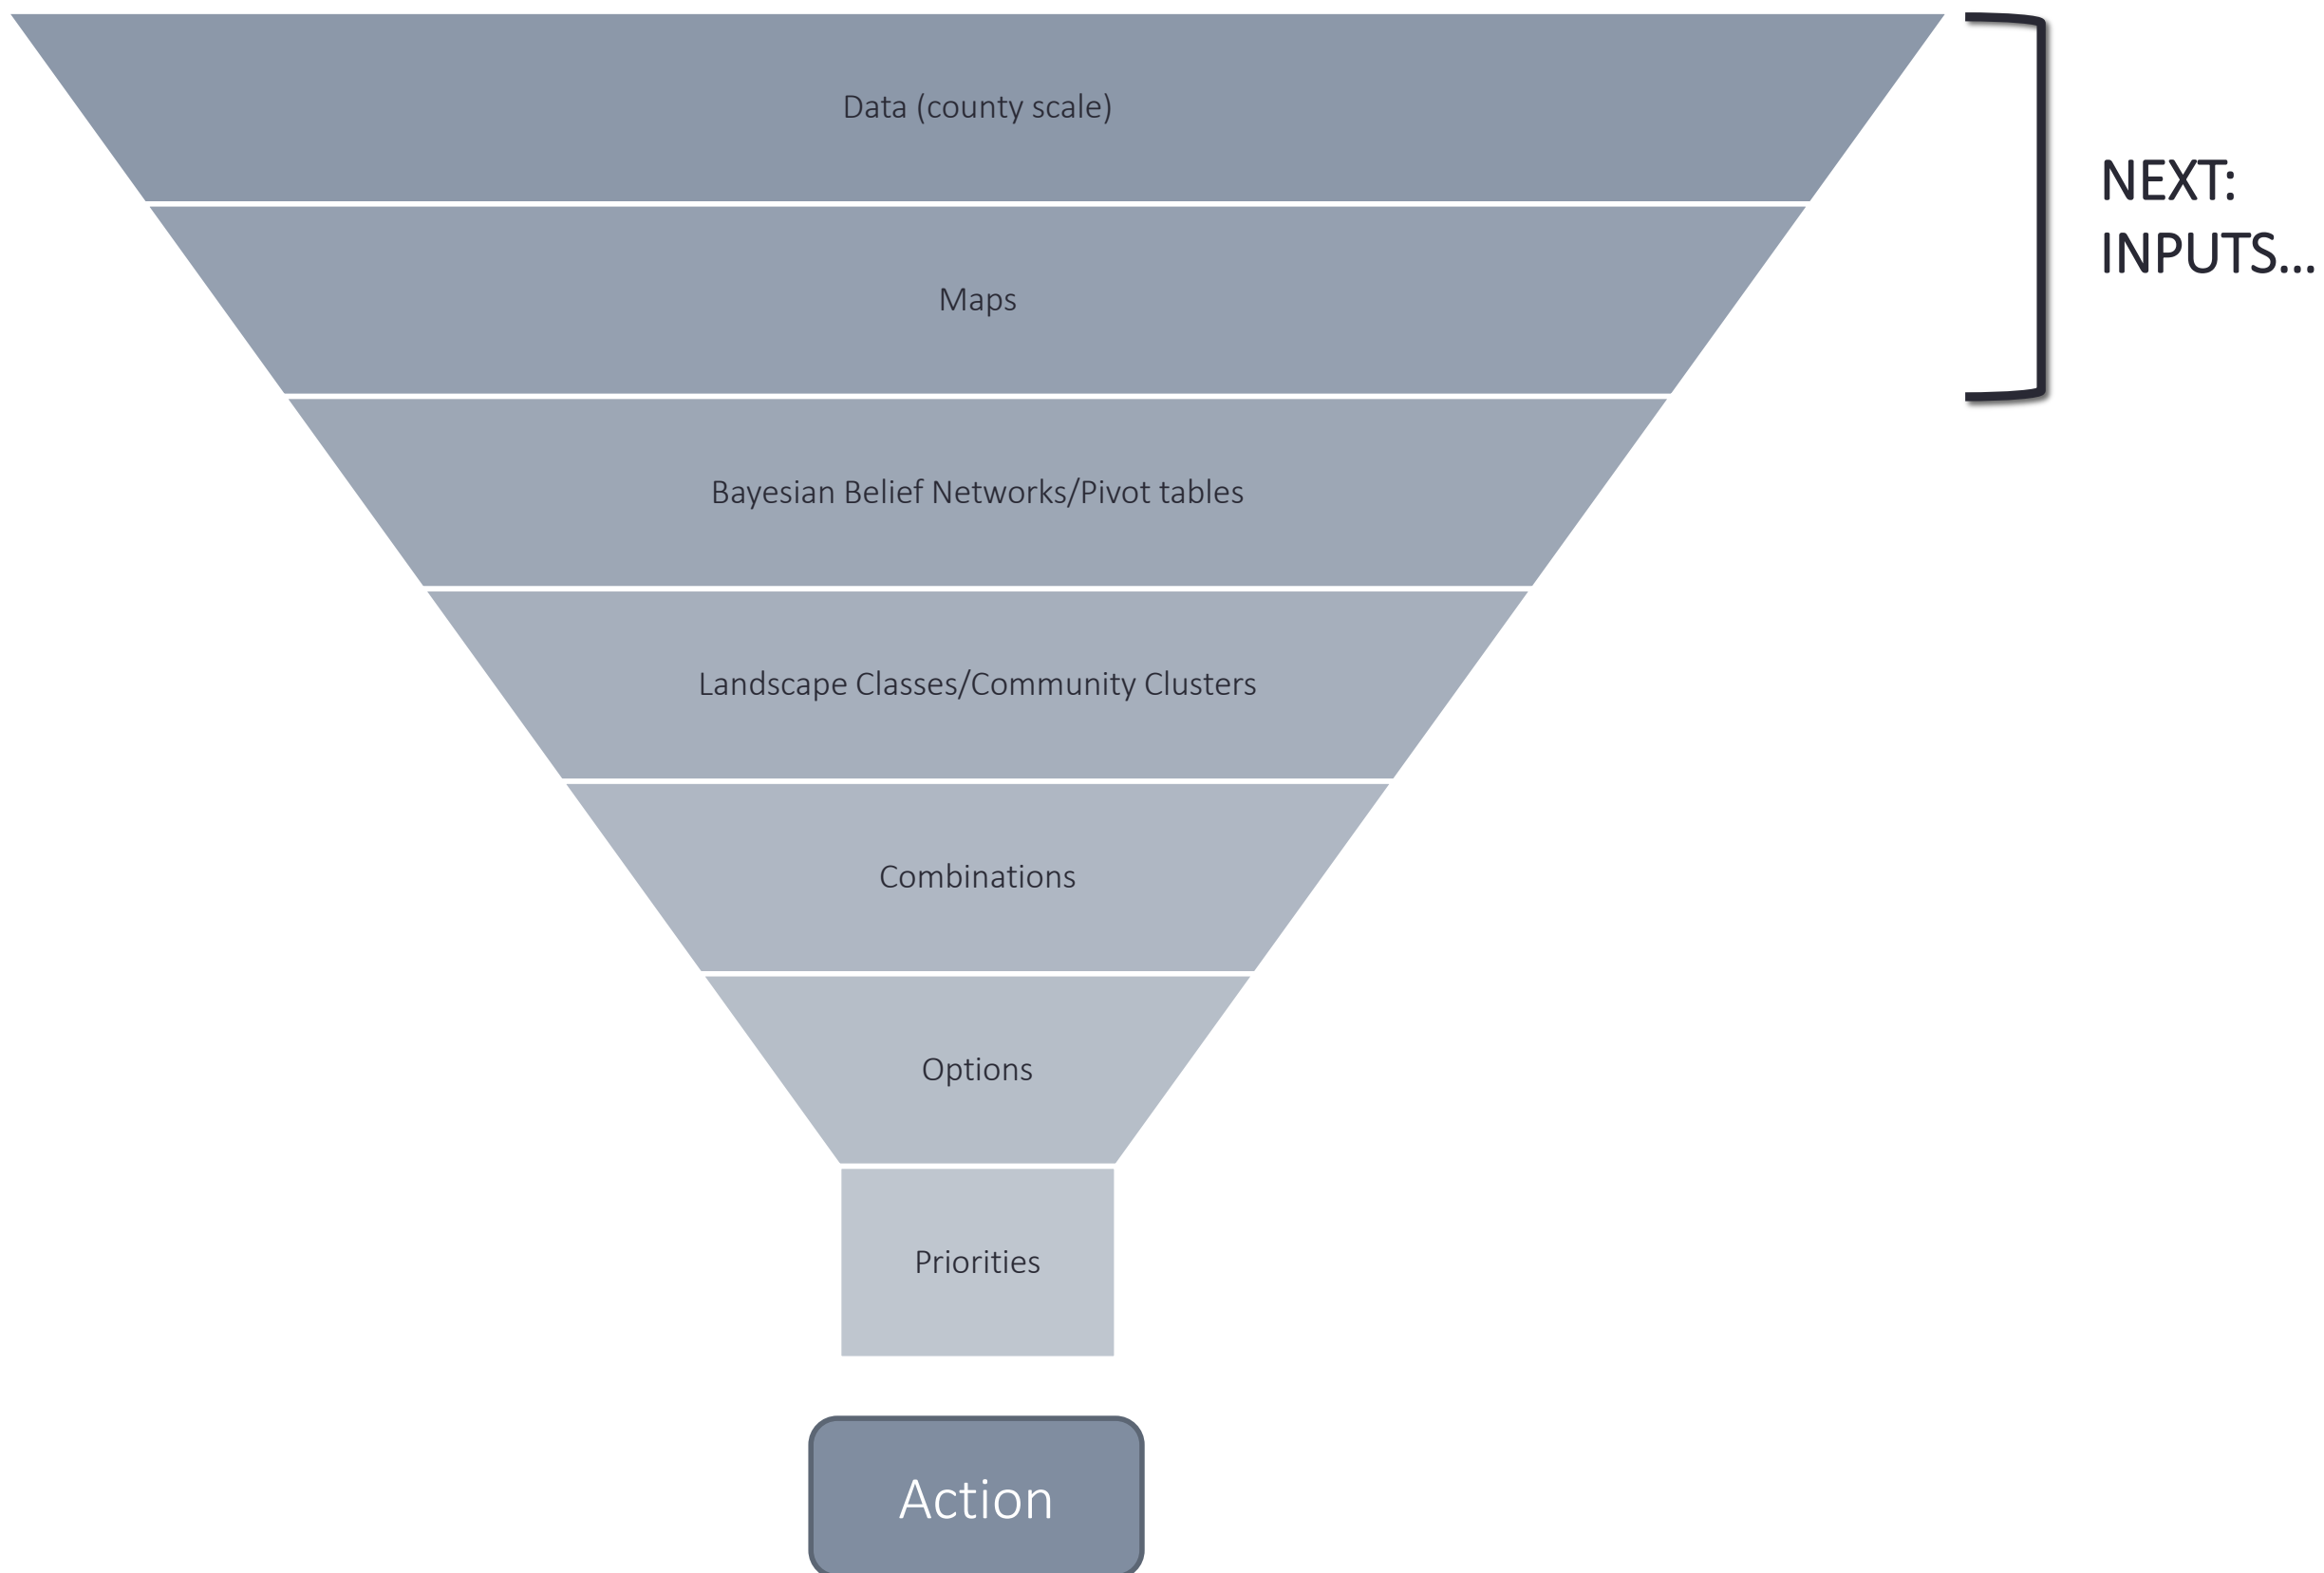 Data (county scale)
NEXT:
INPUTS...
Maps
Bayesian Belief Networks/Pivot tables
Landscape Classes/Community Clusters
Combinations
Options
Priorities
Action